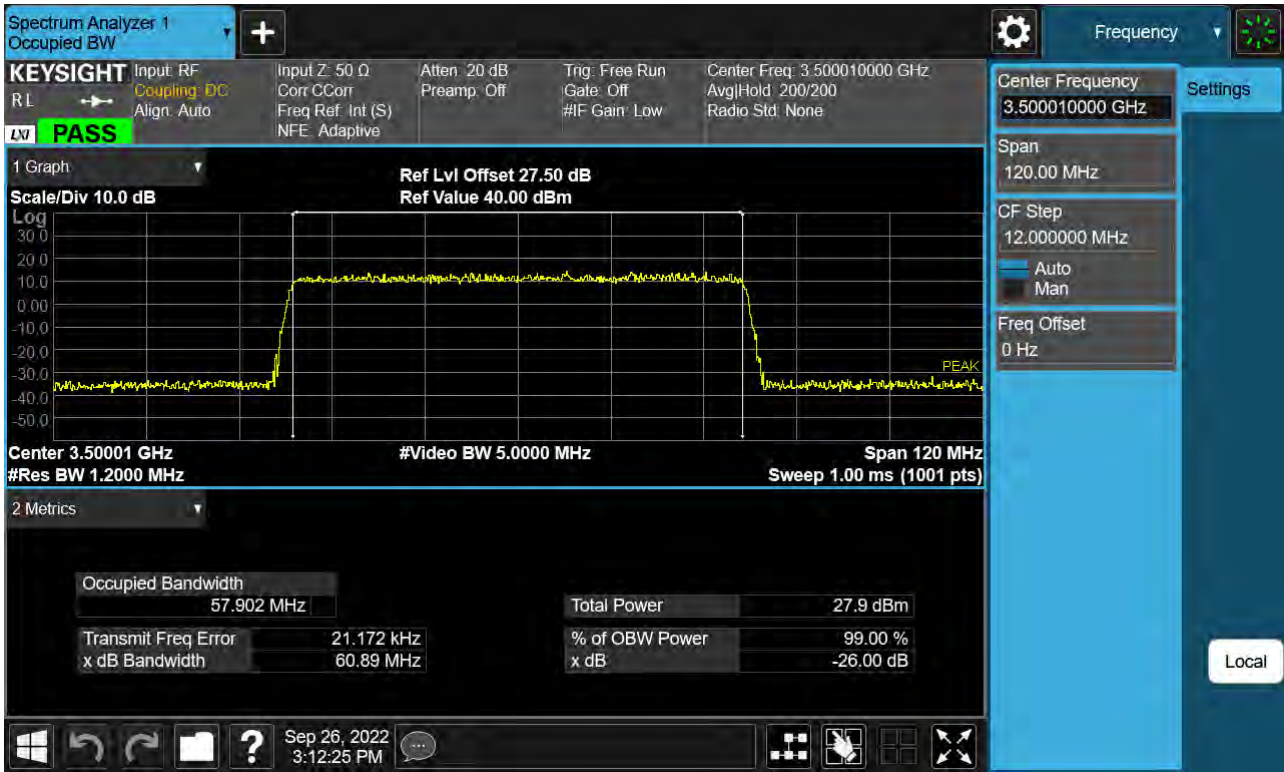 Spectrum Analyzer 1
Occupied BW
+
Frequency
KEYSIGHT
R L
LXI
PASS
Input: RF
Coupling: DC
Align: Auto
Input Z: 50 Ω
Corr CCorr
Freq Ref: Int (S)
NFE: Adaptive
Atten: 20 dB
Preamp: Off
Trig: Free Run
Gate: Off
#IF Gain: Low
Center Freq: 3.500010000 GHz
Avg|Hold: 200/200
Radio Std: None
1 Graph
Scale/Div 10.0 dB
Ref Lvl Offset 27.50 dB
Ref Value 40.00 dBm
Log
30.0
20.0
10.0
0.00
-10.0
-20.0
-30.0
-40.0
-50.0
PEAK
Center 3.50001 GHz
#Res BW 1.2000 MHz
#Video BW 5.0000 MHz
Span 120 MHz
Sweep 1.00 ms (1001 pts)
2 Metrics
Occupied Bandwidth
57.902 MHz
Transmit Freq Error 21.172 kHz
x dB Bandwidth 60.89 MHz
Total Power 27.9 dBm
% of OBW Power 99.00 %
x dB -26.00 dB
Center Frequency
3.500010000 GHz
Span
120.00 MHz
CF Step
12.000000 MHz
Auto
Man
Freq Offset
0 Hz
Settings
Local
?
Sep 26, 2022
3:12:25 PM